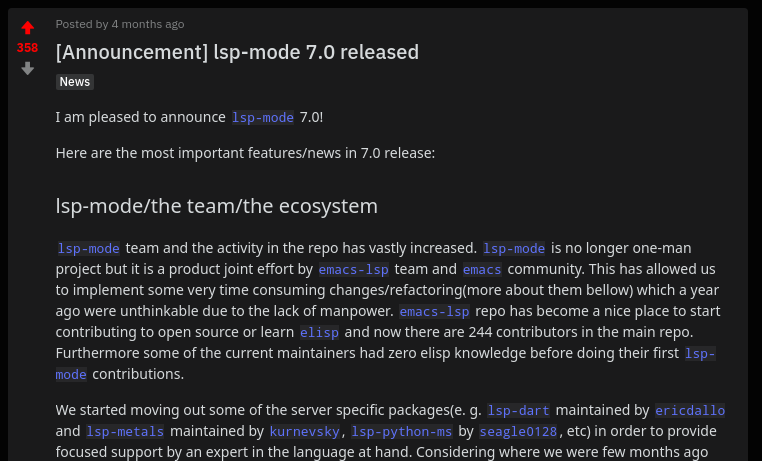 Posted by 4 months ago
358
[Announcement] lsp-mode 7.0 released
News
I am pleased to announce lsp-mode 7.0!
Here are the most important features/news in 7.0 release:
lsp-mode/the team/the ecosystem
lsp-mode team and the activity in the repo has vastly increased. lsp-mode is no longer one-man
project but it is a product joint effort by emacs-lsp team and emacs community. This has allowed us
to implement some very time consuming changes/refactoring(more about them bellow) which a year
ago were unthinkable due to the lack of manpower. emacs-lsp repo has become a nice place to start
contributing to open source or learn elisp and now there are 244 contributors in the main repo.
Furthermore some of the current maintainers had zero elisp knowledge before doing their first lsp-
mode contributions.
We started moving out some of the server specific packages(e. g. lsp-dart maintained by ericdallo
and lsp-metals maintained by kurnevsky, lsp-python-ms by seagle0128, etc) in order to provide
focused support by an expert in the language at hand. Considering where we were few months ago